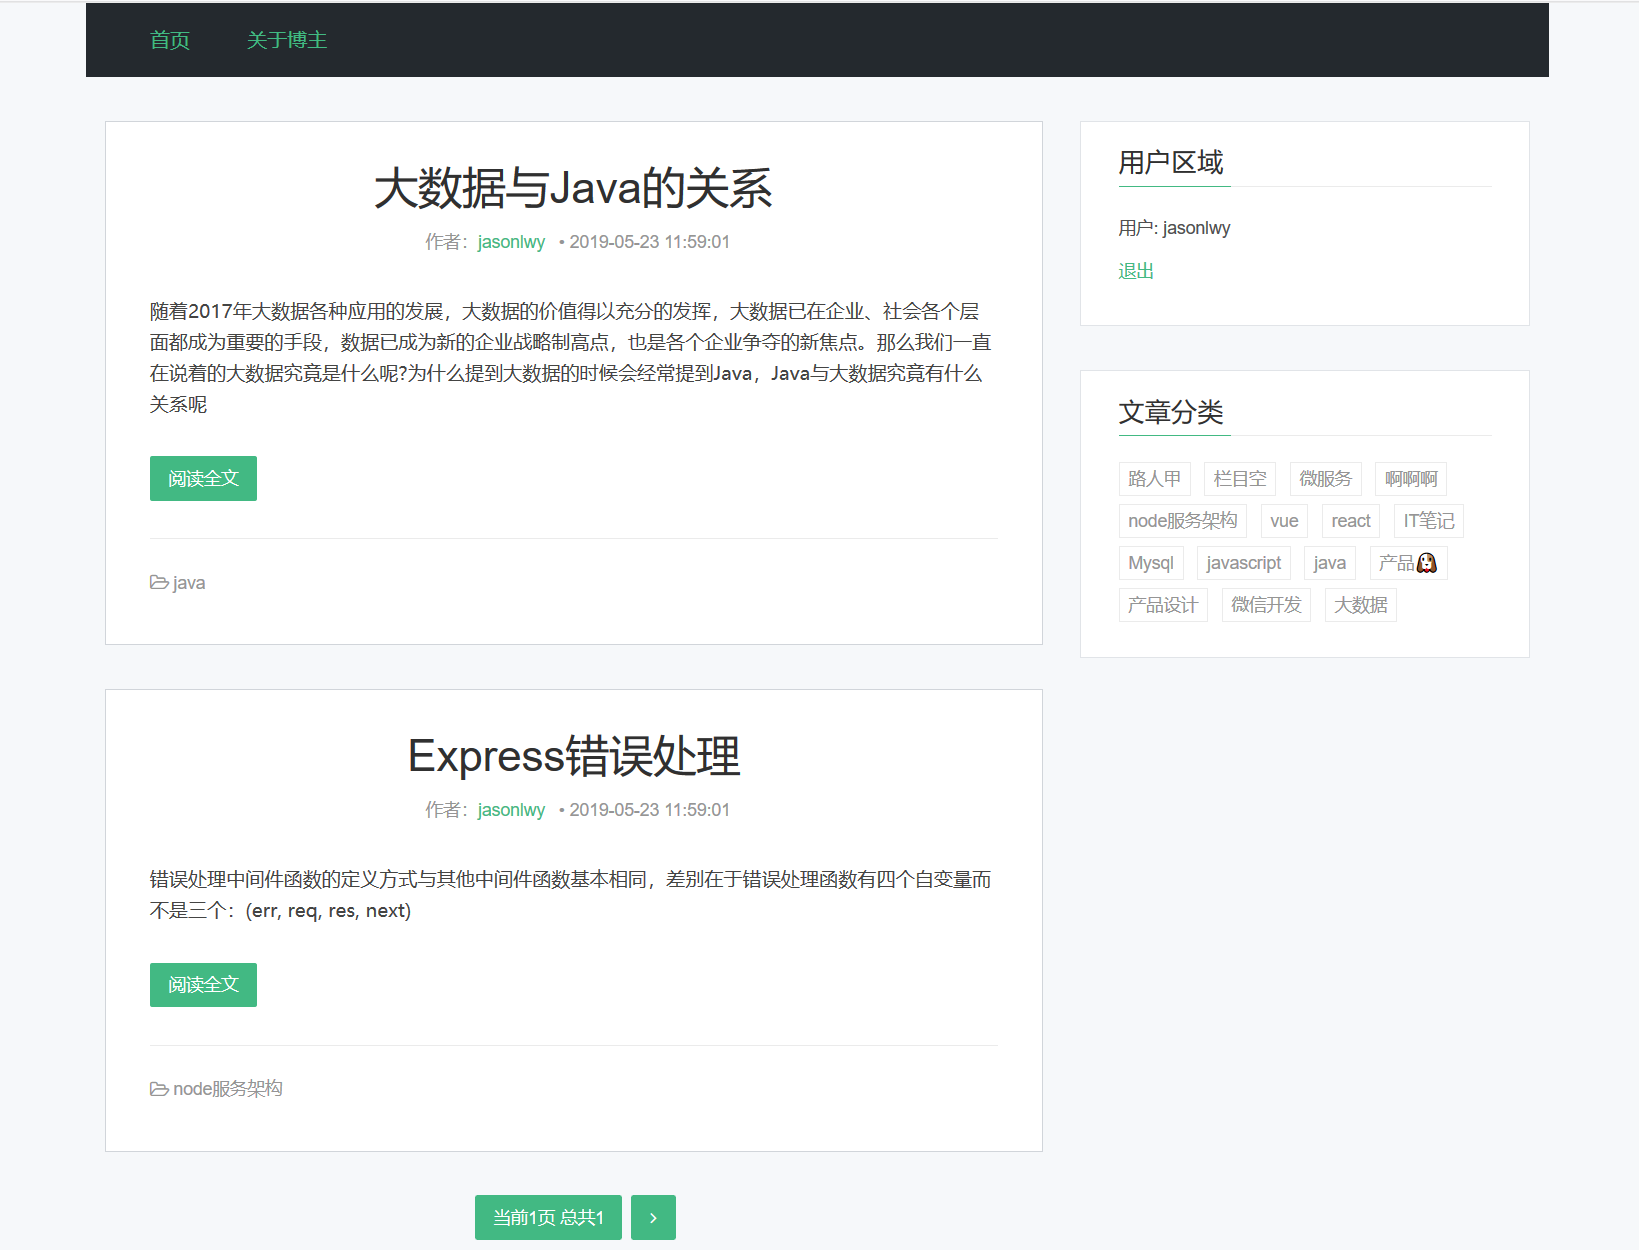 首页 关于博主
大数据与Java的关系
作者：jasonlwy • 2019-05-23 11:59:01
随着2017年大数据各种应用的发展，大数据的价值得以充分的发挥，大数据已在企业、社会各个层
面都成为重要的手段，数据已成为新的企业战略制高点，也是各个企业争夺的新焦点。那么我们一直
在说着的大数据究竟是什么呢?为什么提到大数据的时候会经常提到Java，Java与大数据究竟有什么
关系呢
阅读全文
java
Express错误处理
作者：jasonlwy • 2019-05-23 11:59:01
错误处理中间件函数的定义方式与其他中间件函数基本相同，差别在于错误处理函数有四个自变量而
不是三个：(err, req, res, next)
阅读全文
node服务架构
当前1页 总共1 ›
用户区域
用户: jasonlwy
退出
文章分类
路人甲 栏目空 微服务 啊啊啊
node服务架构 vue react IT笔记
Mysql javascript java 产品🐶
产品设计 微信开发 大数据